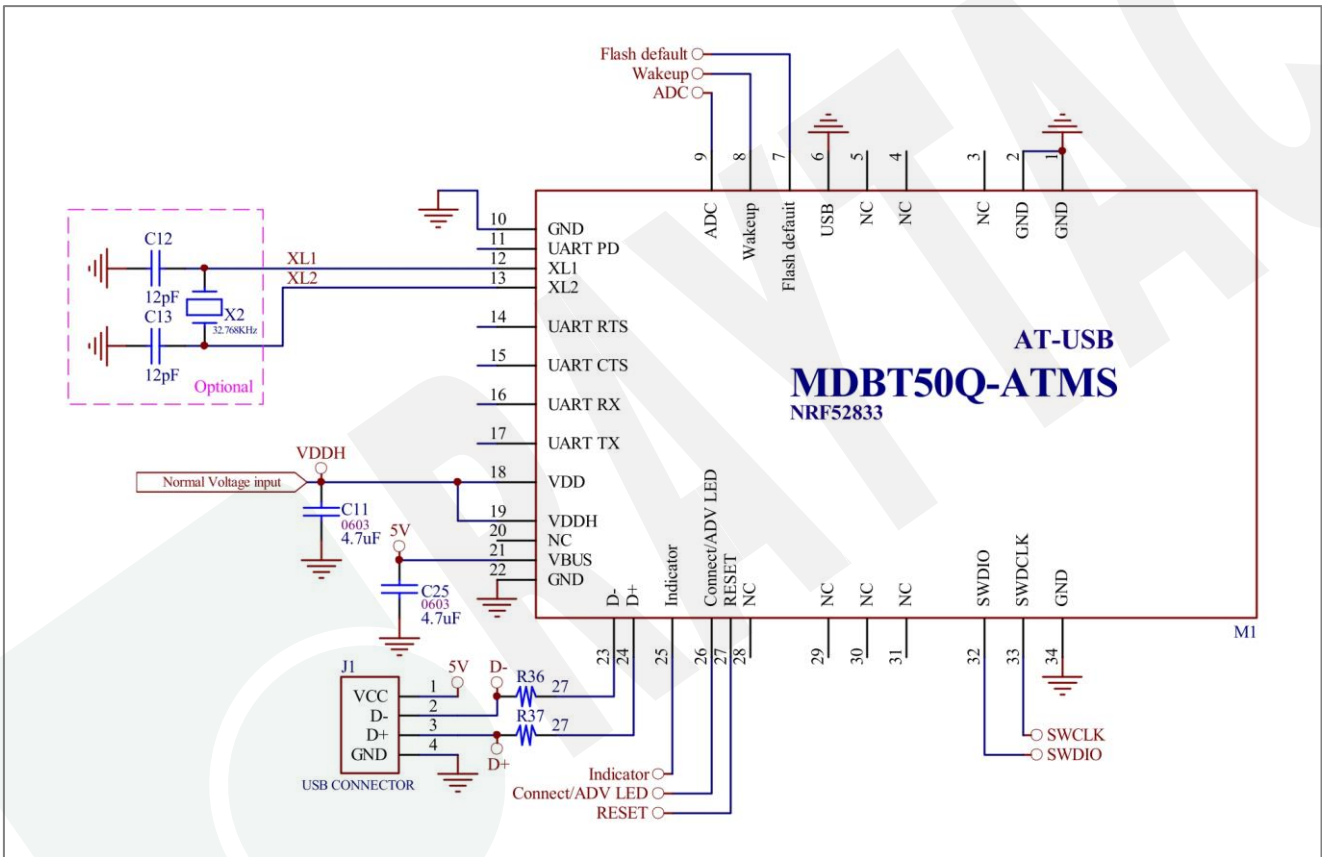 Flash default
Wakeup
ADC
9
8
7
6
5
4
3
2
1
ADC
Wakeup
Flash defauit
USB
NC
NC
NC
GND
GND
10
GND
11
UART PD
12
XL1
13
XL2
14
UART RTS
15
UART CTS
16
UART RX
17
UART TX
18
VDD
19
VDDH
20
NC
21
VBUS
22
GND
C12
12pF
C13
12pF
XL1
XL2
X2
32.768KHz
Optional
AT-USB
MDBT50Q-ATMS
NRF52833
VDDH
Normal Voltage input
C11
0603
4.7uF
5V
C25
0603
4.7uF
D-
D+
Indicator
Connect/ADV LED
RESET
NC
NC
NC
NC
SWDIO
SWDCLK
GND
M1
23
24
25
26
27
28
29
30
31
32
33
34
J1
VCC
D-
D+
GND
1
2
3
4
USB CONNECTOR
5V
D-
R36
27
R37
27
D+
Indicator
Connect/ADV LED
RESET
SWCLK
SWDIO
RAYTAC